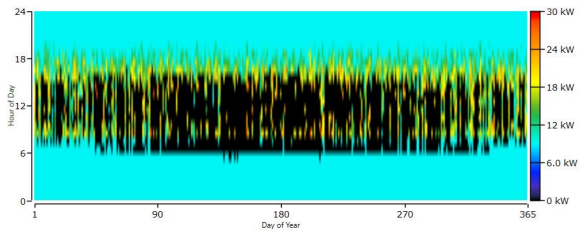 24
18
12
6
0
Hour of Day
1
90
180
270
365
Day of Year
30 kW
24 kW
18 kW
12 kW
6.0 kW
0 kW